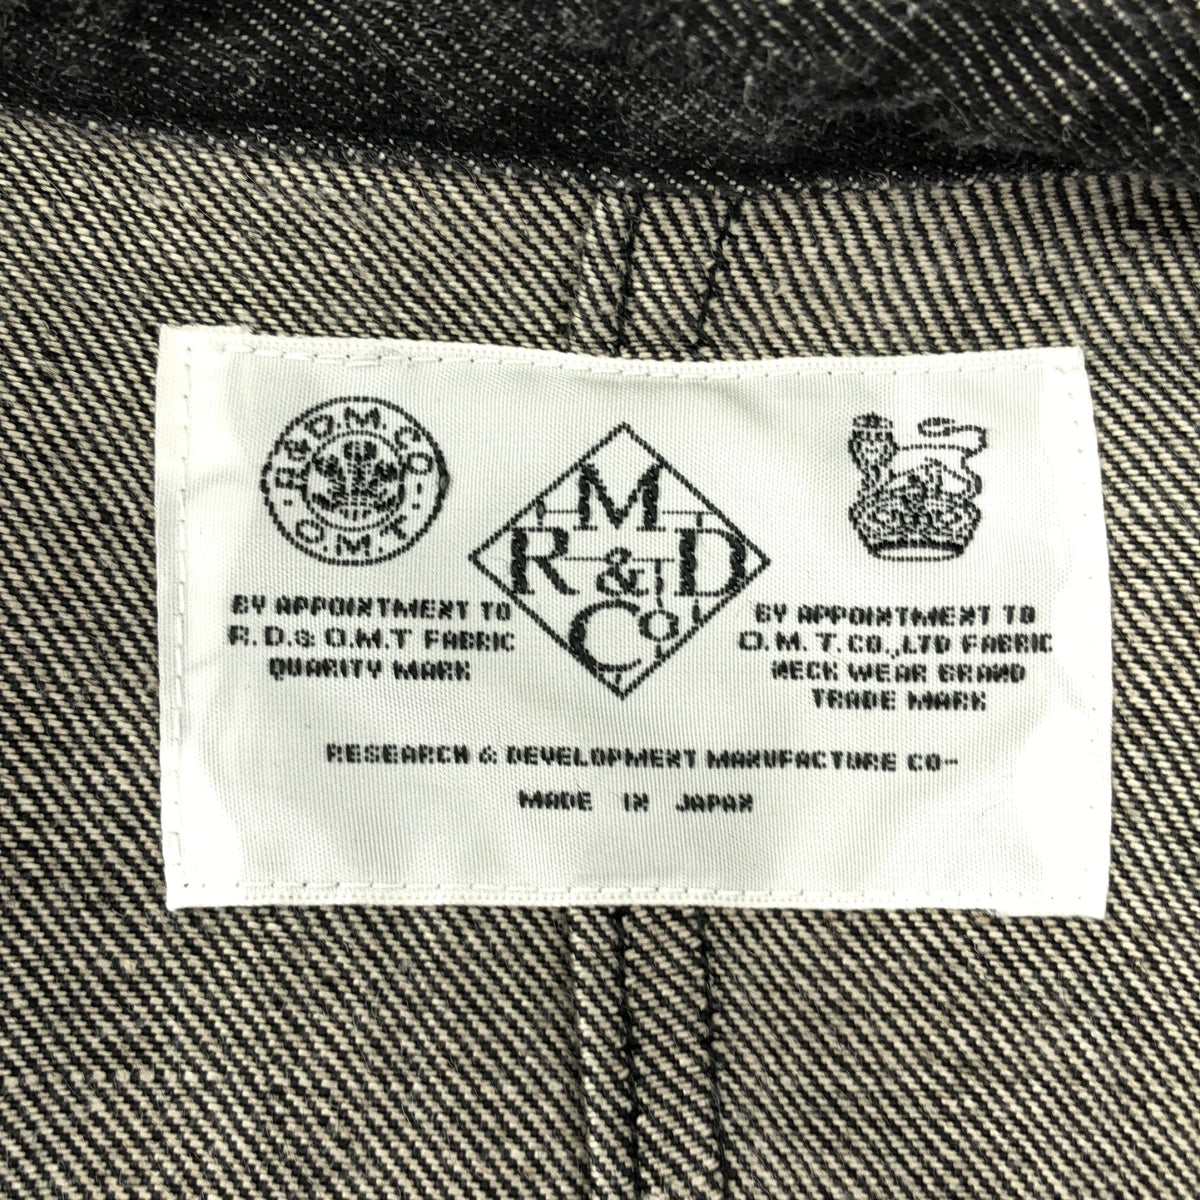 R.&D.M.CO.
O.M.T.
BY APPOINTMENT TO
R.D.& O.M.T FABRIC
QUARITY MARK
M
R & D
Co
BY APPOINTMENT TO
O.M.T.CO.,LTD FABRIC
NECK WEAR BRAND
TRADE MARK
RESEARCH & DEVELOPMENT MANUFACTURE CO-
MADE IN JAPAN